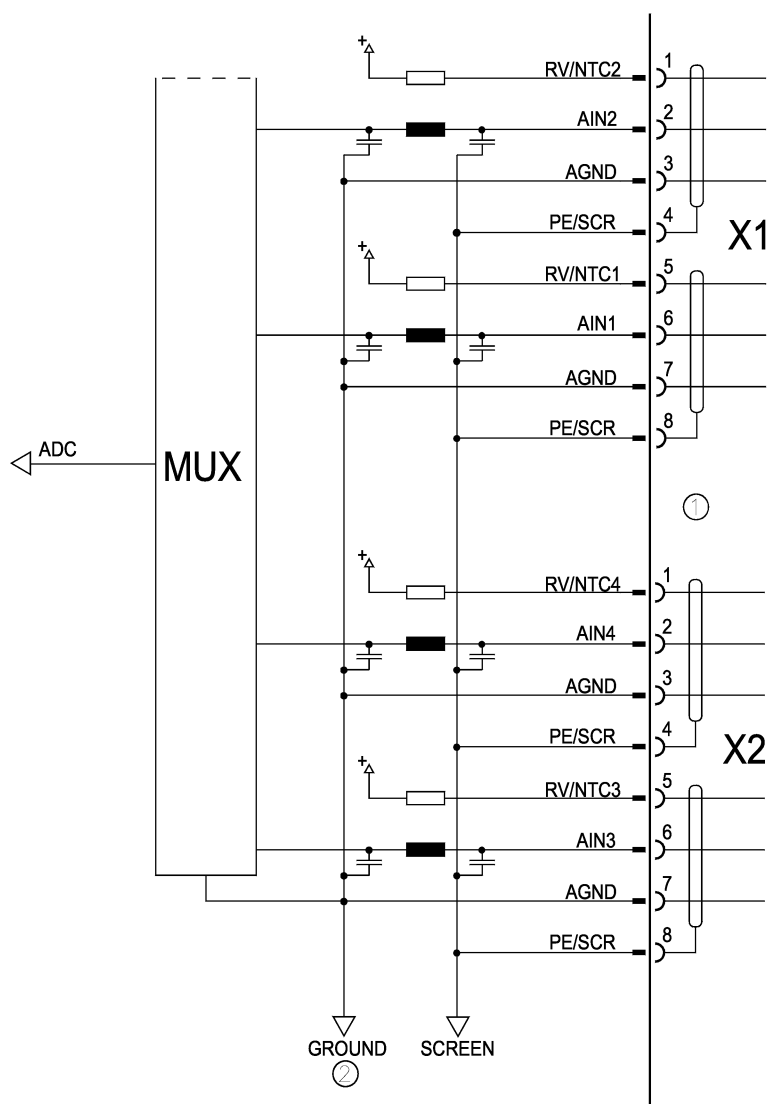 +
RV/NTC2 1
AIN2 2
AGND 3
PE/SCR 4
X1
+
RV/NTC1 5
AIN1 6
AGND 7
PE/SCR 8
ADC
MUX
1
+
RV/NTC4 1
AIN4 2
AGND 3
PE/SCR 4
X2
+
RV/NTC3 5
AIN3 6
AGND 7
PE/SCR 8
GROUND SCREEN
2